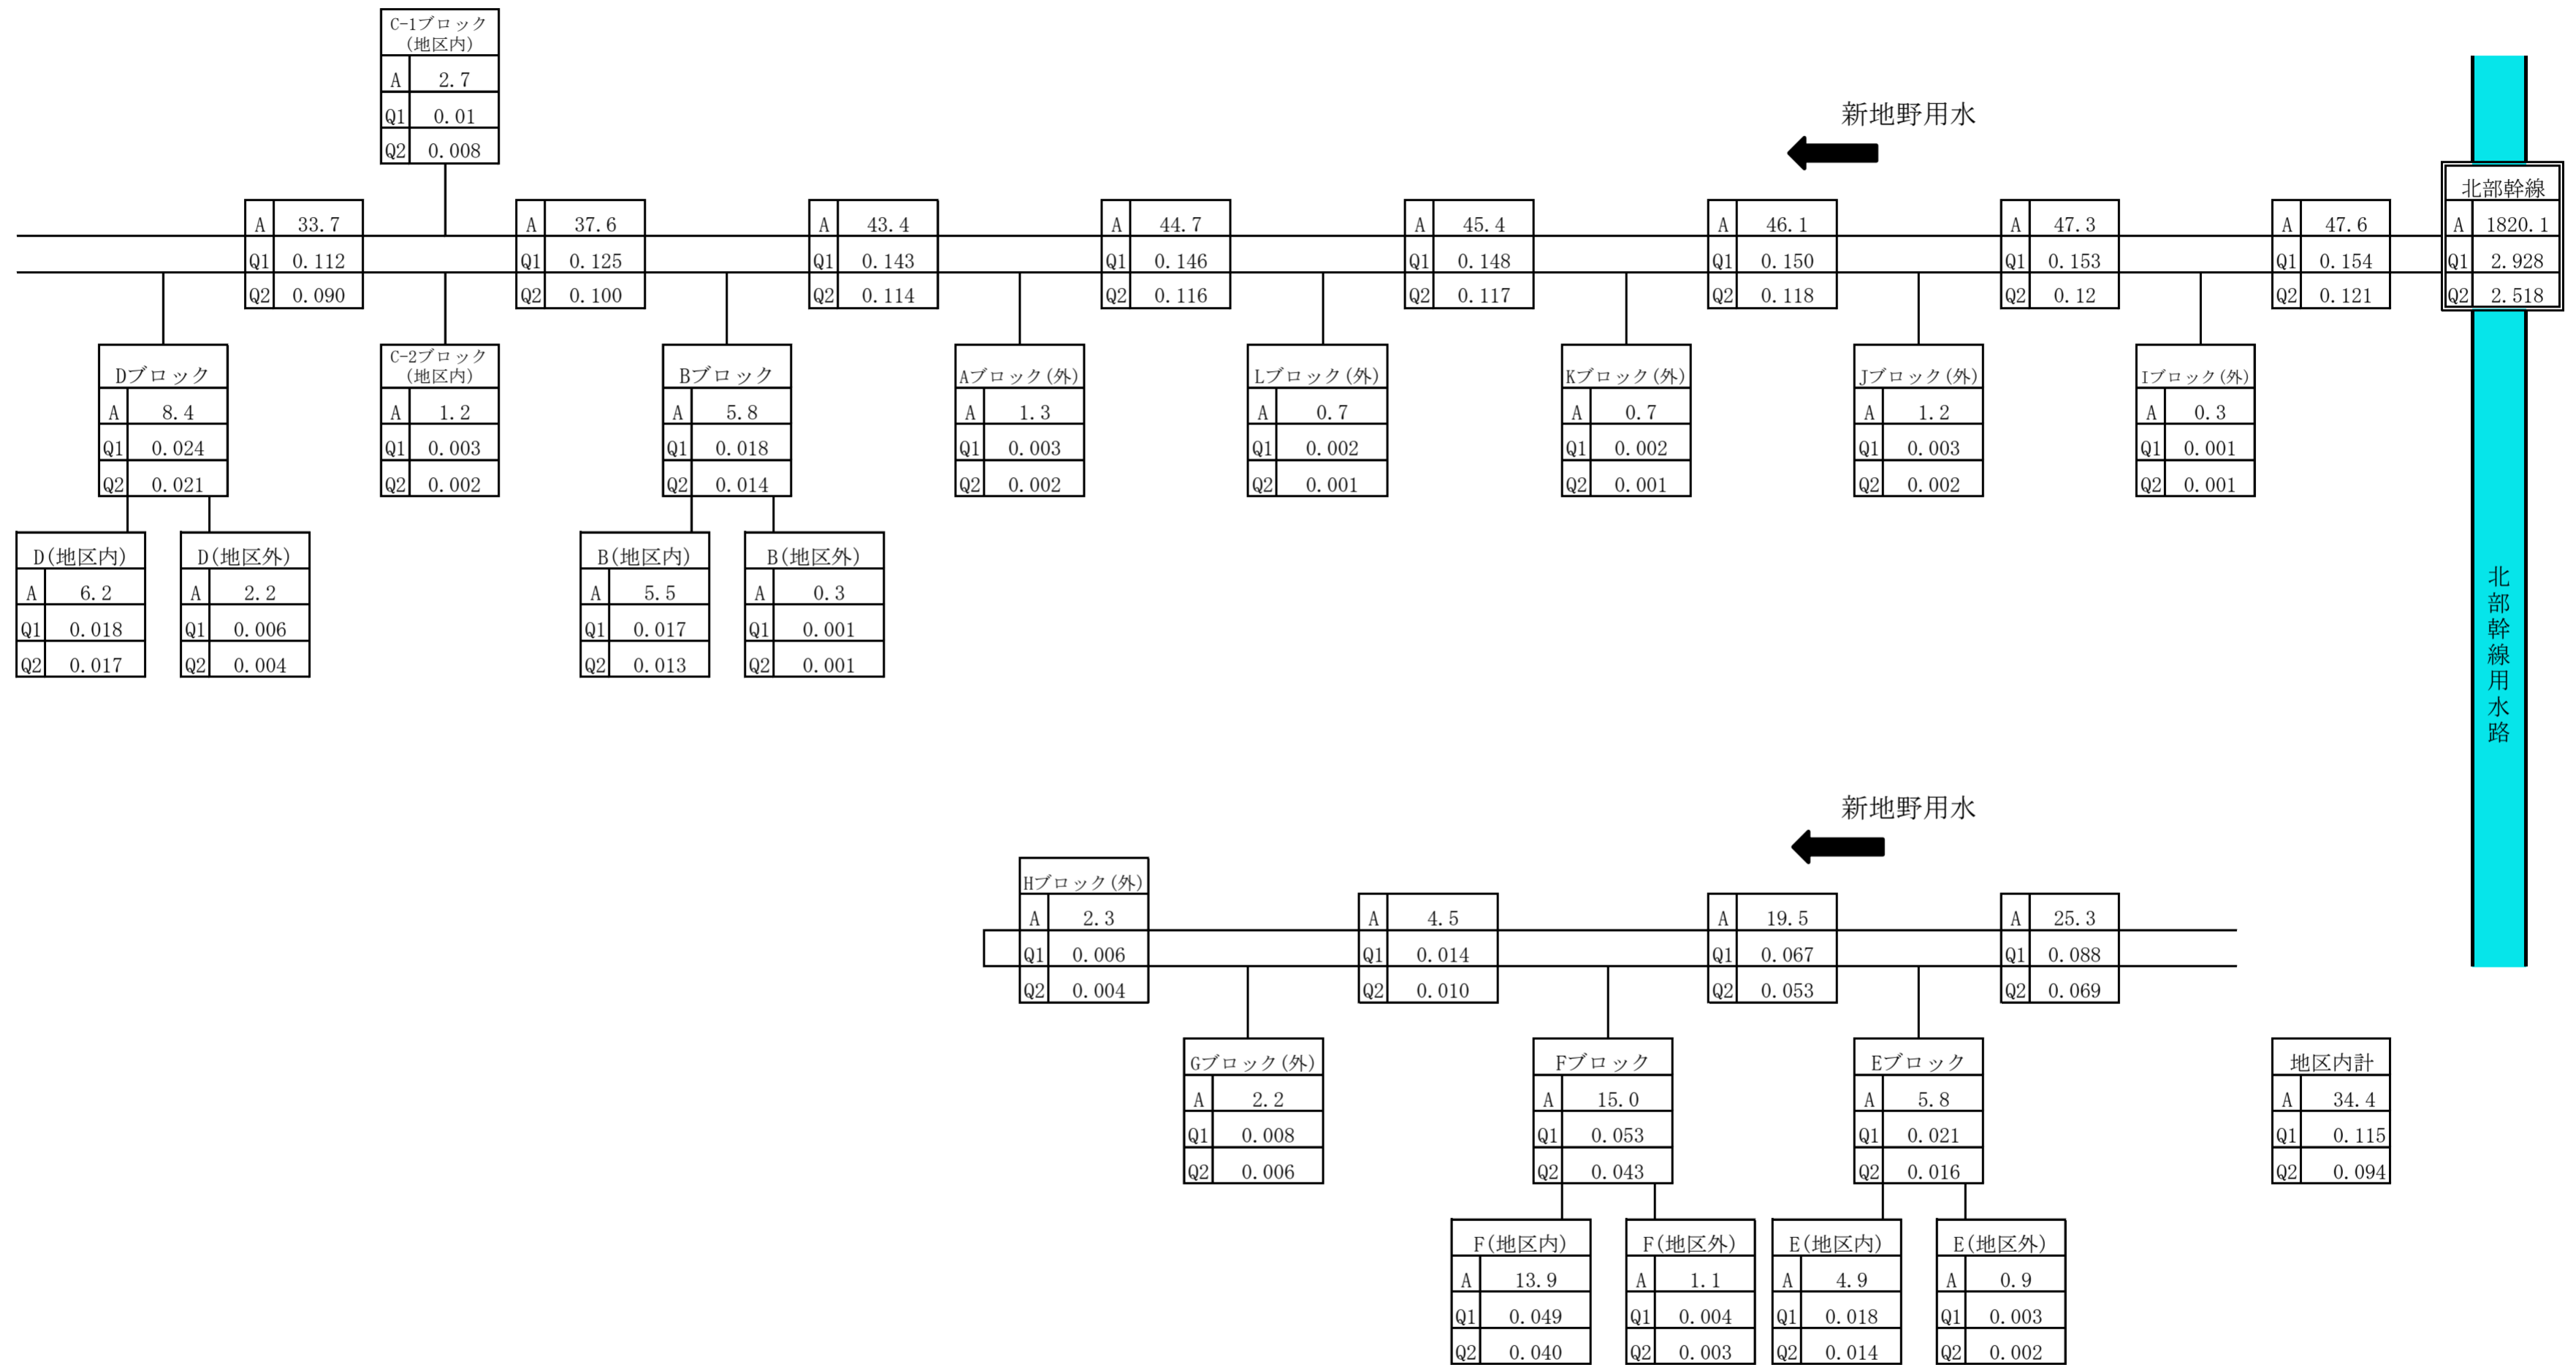 C-1ブロック
(地区内)
A 2.7
Q1 0.01
Q2 0.008
新地野用水
北部幹線
A 33.7 A 37.6 A 43.4 A 44.7 A 45.4 A 46.1 A 47.3 A 47.6 A 1820.1
Q1 0.112 Q1 0.125 Q1 0.143 Q1 0.146 Q1 0.148 Q1 0.150 Q1 0.153 Q1 0.154 Q1 2.928
Q2 0.090 Q2 0.100 Q2 0.114 Q2 0.116 Q2 0.117 Q2 0.118 Q2 0.12 Q2 0.121 Q2 2.518
Dブロック C-2ブロック (地区内) Bブロック Aブロック(外) Lブロック(外) Kブロック(外) Jブロック(外) Iブロック(外)
A 8.4 A 1.2 A 5.8 A 1.3 A 0.7 A 0.7 A 1.2 A 0.3
Q1 0.024 Q1 0.003 Q1 0.018 Q1 0.003 Q1 0.002 Q1 0.002 Q1 0.003 Q1 0.001
Q2 0.021 Q2 0.002 Q2 0.014 Q2 0.002 Q2 0.001 Q2 0.001 Q2 0.002 Q2 0.001
D(地区内) D(地区外) B(地区内) B(地区外)
A 6.2 A 2.2 A 5.5 A 0.3
Q1 0.018 Q1 0.006 Q1 0.017 Q1 0.001
Q2 0.017 Q2 0.004 Q2 0.013 Q2 0.001
北部幹線用水路
新地野用水
Hブロック(外)
A 2.3 A 4.5 A 19.5 A 25.3
Q1 0.006 Q1 0.014 Q1 0.067 Q1 0.088
Q2 0.004 Q2 0.010 Q2 0.053 Q2 0.069
Gブロック(外) Fブロック Eブロック 地区内計
A 2.2 A 15.0 A 5.8 A 34.4
Q1 0.008 Q1 0.053 Q1 0.021 Q1 0.115
Q2 0.006 Q2 0.043 Q2 0.016 Q2 0.094
F(地区内) F(地区外) E(地区内) E(地区外)
A 13.9 A 1.1 A 4.9 A 0.9
Q1 0.049 Q1 0.004 Q1 0.018 Q1 0.003
Q2 0.040 Q2 0.003 Q2 0.014 Q2 0.002